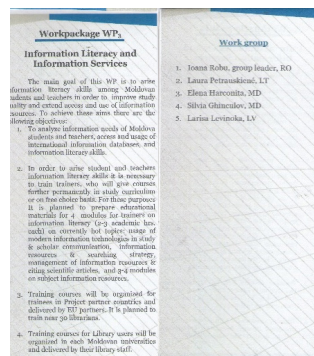 Workpackage WP3
Information Literacy and
Information Services
The main goal of this WP is to arise
information literacy skills among Moldovan
students and teachers in order to improve study
quality and extend access and use of information
resources. To achieve these aims there are the
following objectives:
1. To analyze information needs of Moldova
students and teachers, access and usage of
international information databases, and
information literacy skills.
2. In order to arise student and teachers
information literacy skills it is necessary
to train trainers, who will give courses
further permanently in study curriculum
or on free choice basis. For these purposes
It is planned to prepare educational
materials for 4 modules for trainers on
information literacy (2-3 academic hrs.
each) on currently hot topics: usage of
modern information technologies in study
& scholar communication, information
resources & searching strategy,
management of information resources &
citing scientific articles, and 3-4 modules
on subject information resources.
3. Training courses will be organized for
trainees in Project partner countries and
delivered by EU partners. It is planned to
train near 30 librarians.
4. Training courses for Library users will be
organized in each Moldovan universities
and delivered by their library staff.
Work group
1. Ioana Robu, group leader, RO
2. Laura Petrauskienė, LT
3. Elena Harconita, MD
4. Silvia Ghinculov, MD
5. Larisa Levinoka, LV